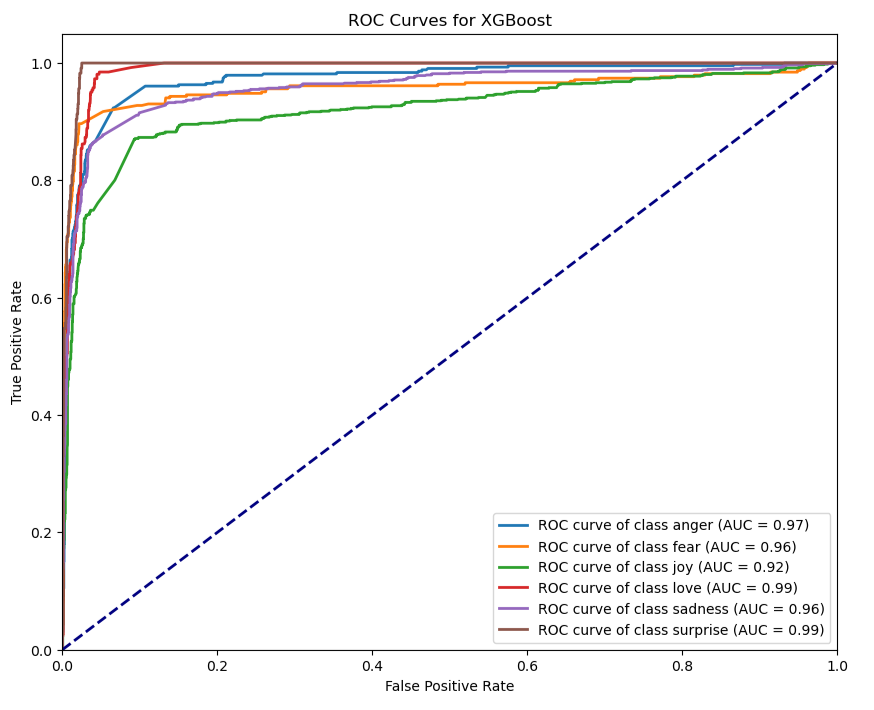 ROC Curves for XGBoost
1.0
0.8
0.6
0.4
0.2
0.0
True Positive Rate
ROC curve of class anger (AUC = 0.97)
ROC curve of class fear (AUC = 0.96)
ROC curve of class joy (AUC = 0.92)
ROC curve of class love (AUC = 0.99)
ROC curve of class sadness (AUC = 0.96)
ROC curve of class surprise (AUC = 0.99)
0.0 0.2 0.4 0.6 0.8 1.0
False Positive Rate